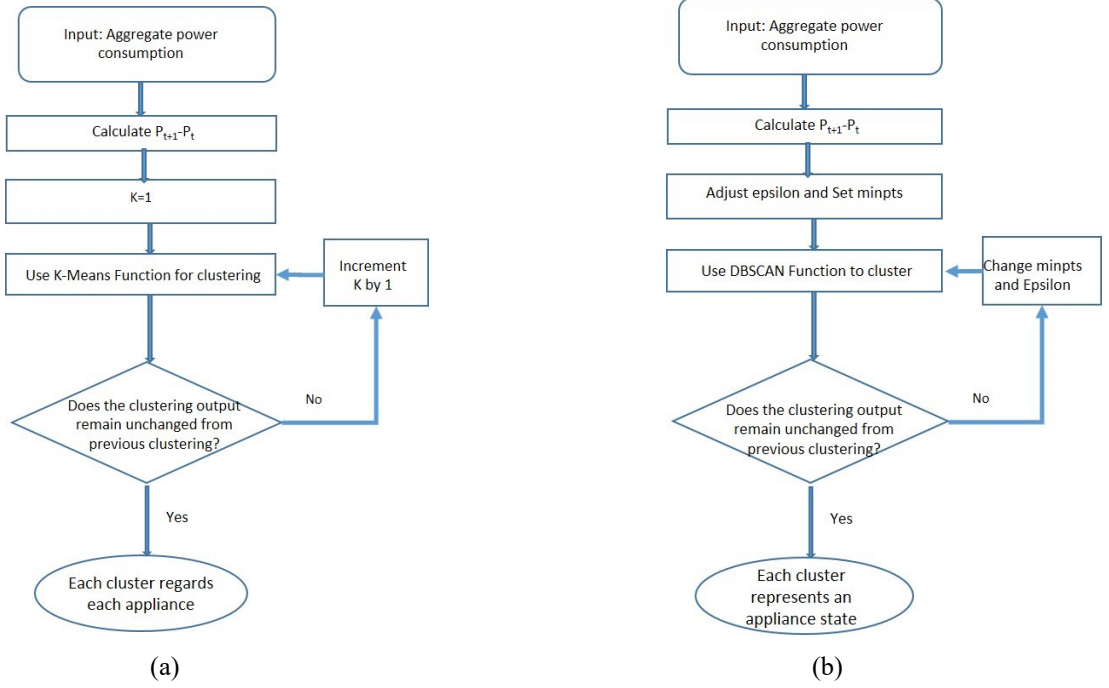 Input: Aggregate power
consumption
Calculate Pt+1-Pt
K=1
Use K-Means Function for clustering
Increment
K by 1
Does the clustering output
remain unchanged from
previous clustering?
No
Yes
Each cluster regards
each appliance
(a)
Input: Aggregate power
consumption
Calculate Pt+1-Pt
Adjust epsilon and Set minpts
Use DBSCAN Function to cluster
Change minpts
and Epsilon
Does the clustering output
remain unchanged from
previous clustering?
No
Yes
Each cluster
represents an
appliance state
(b)